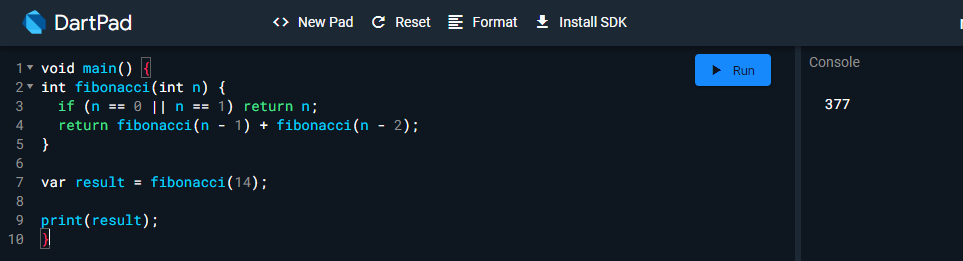 DartPad
<> New Pad Reset Format Install SDK
1 void main() {
2 int fibonacci(int n) {
3   if (n == 0 || n == 1) return n;
4   return fibonacci(n - 1) + fibonacci(n - 2);
5 }
6
7 var result = fibonacci(14);
8
9 print(result);
10 }
Run
Console
377